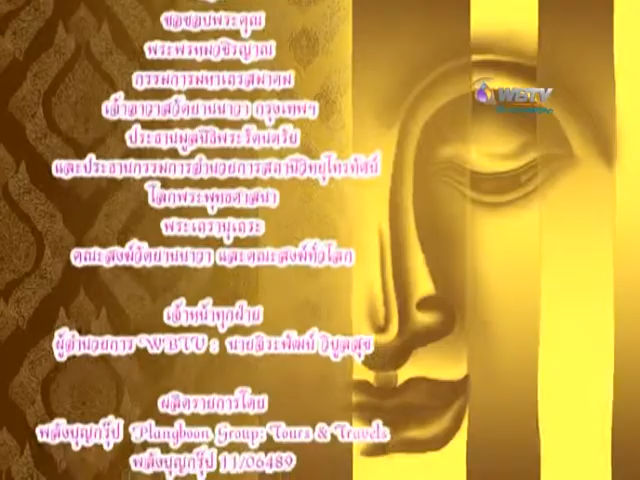 ขอขอบพระคุณ
พระพรหมวชิรญาณ
กรรมการมหาเถรสมาคม
เจ้าอาวาสวัดยานนาวา กรุงเทพฯ
ประธานมูลนิธิพระรัตนตรัย
และประธานกรรมการอำนวยการสถานีวิทยุโทรทัศน์
โลกพระพุทธศาสนา
พระเถรานุเถระ
คณะสงฆ์วัดยานนาวา และคณะสงฆ์ทั่วโลก
เจ้าหน้าทุกฝ่าย
ผู้อำนวยการ WBTV : นายจิระพัฒน์ วิบูลสุข
ผลิตรายการโดย
พลังบุญกรุ๊ป Plangboon Group: Tours & Travels
พลังบุญกรุ๊ป 11/06489
WBTV